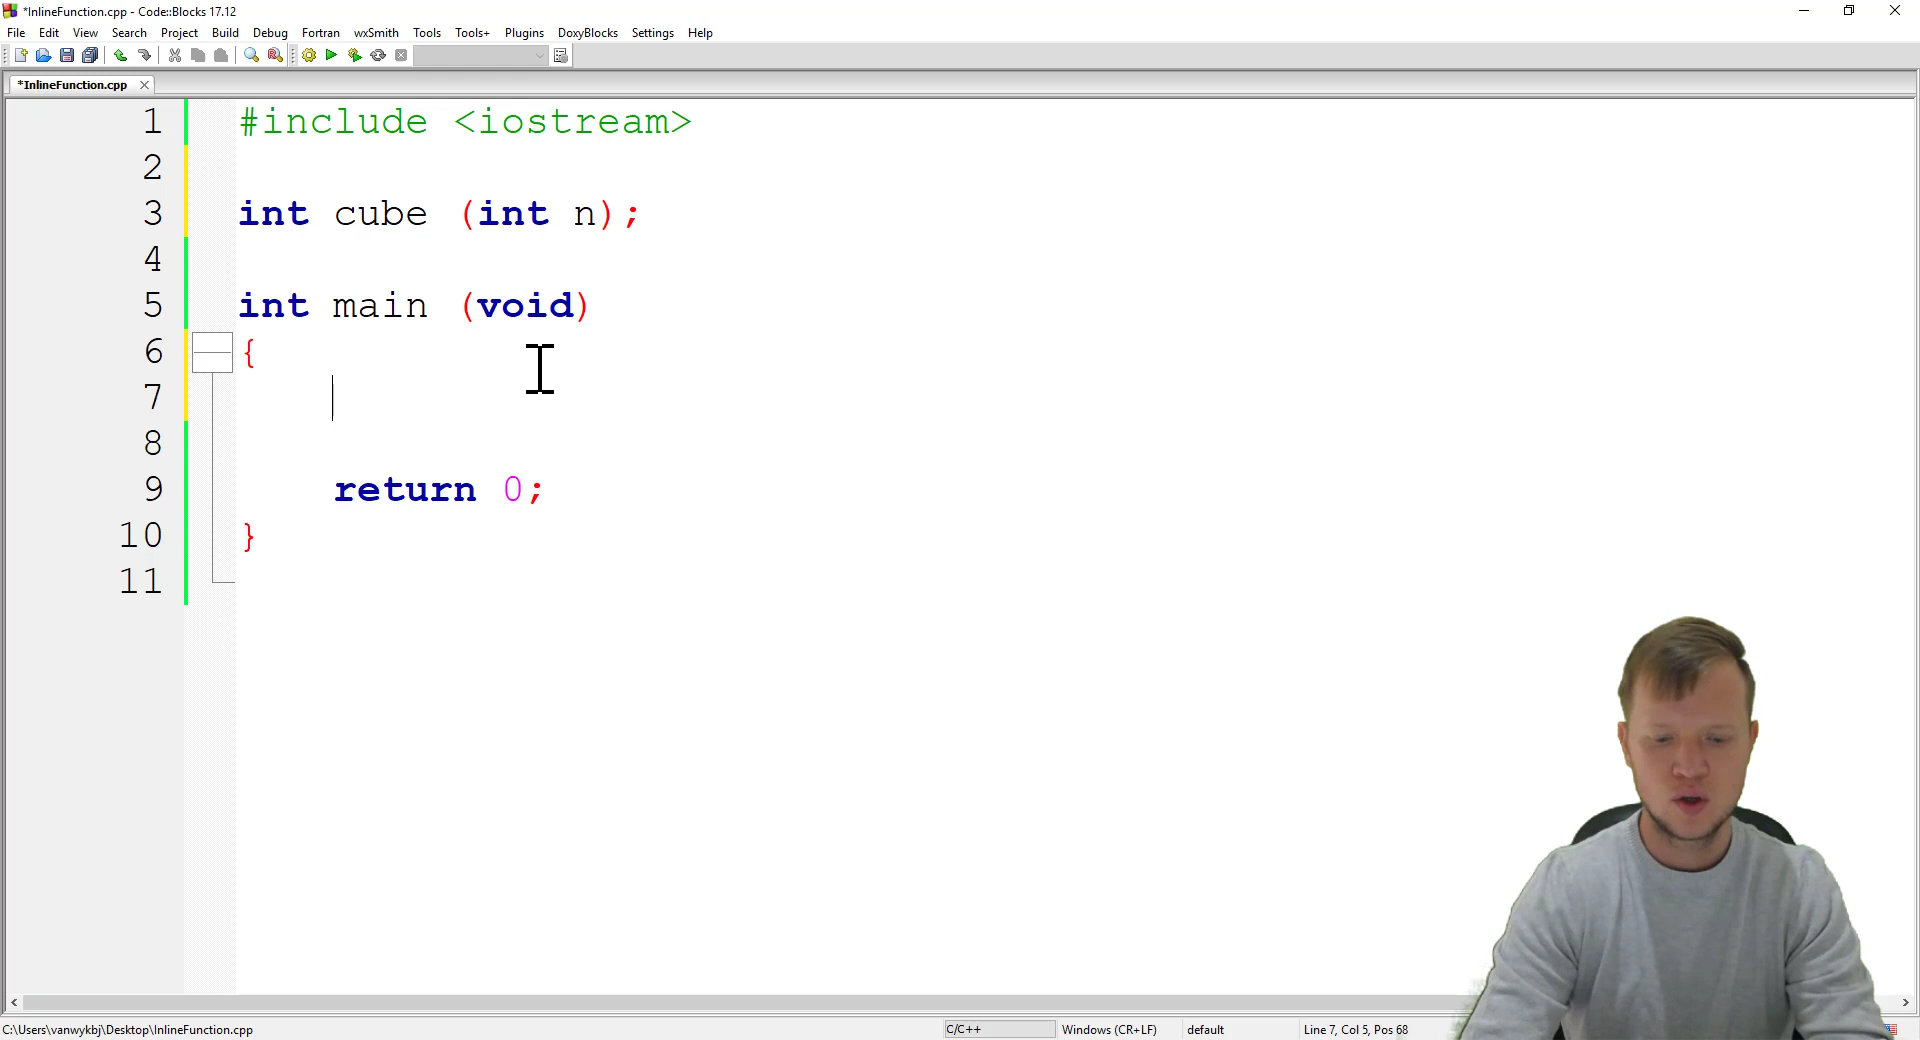 *InlineFunction.cpp - Code::Blocks 17.12
File Edit View Search Project Build Debug Fortran wxSmith Tools Tools+ Plugins DoxyBlocks Settings Help
*InlineFunction.cpp
1 #include <iostream>
2
3 int cube (int n);
4
5 int main (void)
6 {
7
8
9 return 0;
10 }
11
C:\Users\vanwykbj\Desktop\InlineFunction.cpp C/C++ Windows (CR+LF) default Line 7, Col 5, Pos 68